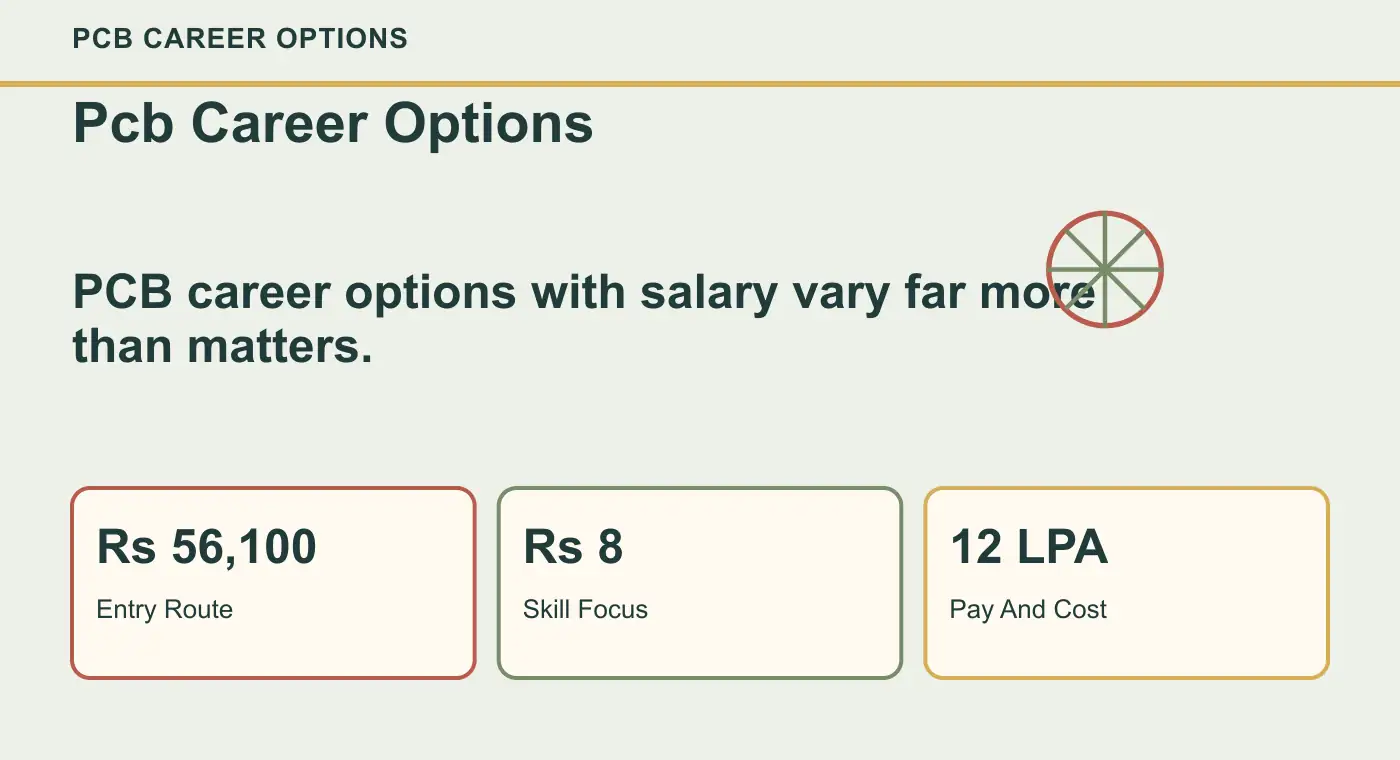 PCB CAREER OPTIONS
Pcb Career Options
PCB career options with salary vary far more
than matters.
Rs 56,100
Entry Route
Rs 8
Skill Focus
12 LPA
Pay And Cost